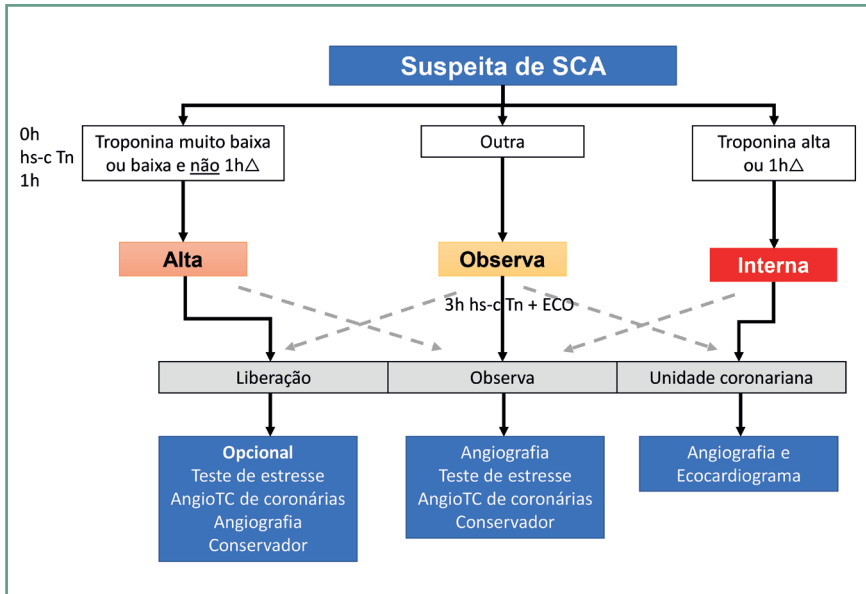 Suspeita de SCA
0h
hs-c Tn
1h
Troponina muito baixa
ou baixa e não 1h△
Outra
Troponina alta
ou 1h△
Alta
Observa
Interna
3h hs-c Tn + ECO
Liberação
Observa
Unidade coronariana
Opcional
Teste de estresse
AngioTC de coronárias
Angiografia
Conservador
Angiografia
Teste de estresse
AngioTC de coronárias
Conservador
Angiografia e
Ecocardiograma